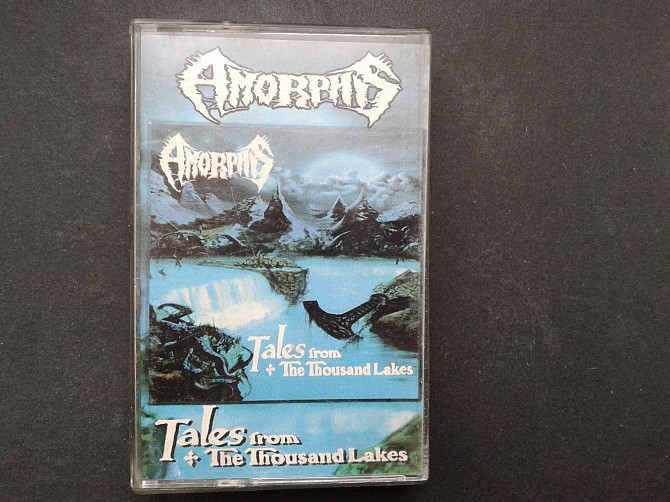 AMORPHIS
AMORPHIS
Tales from
The Thousand Lakes
Tales from
The Thousand Lakes